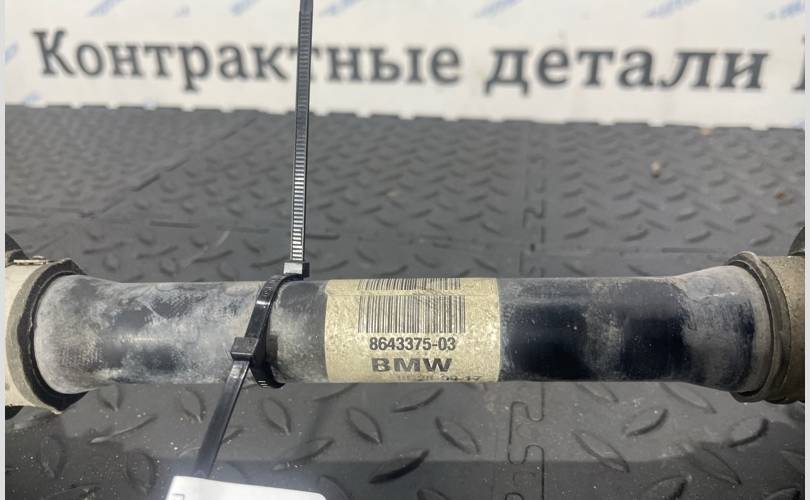 Контрактные детали
8643375-03
BMW